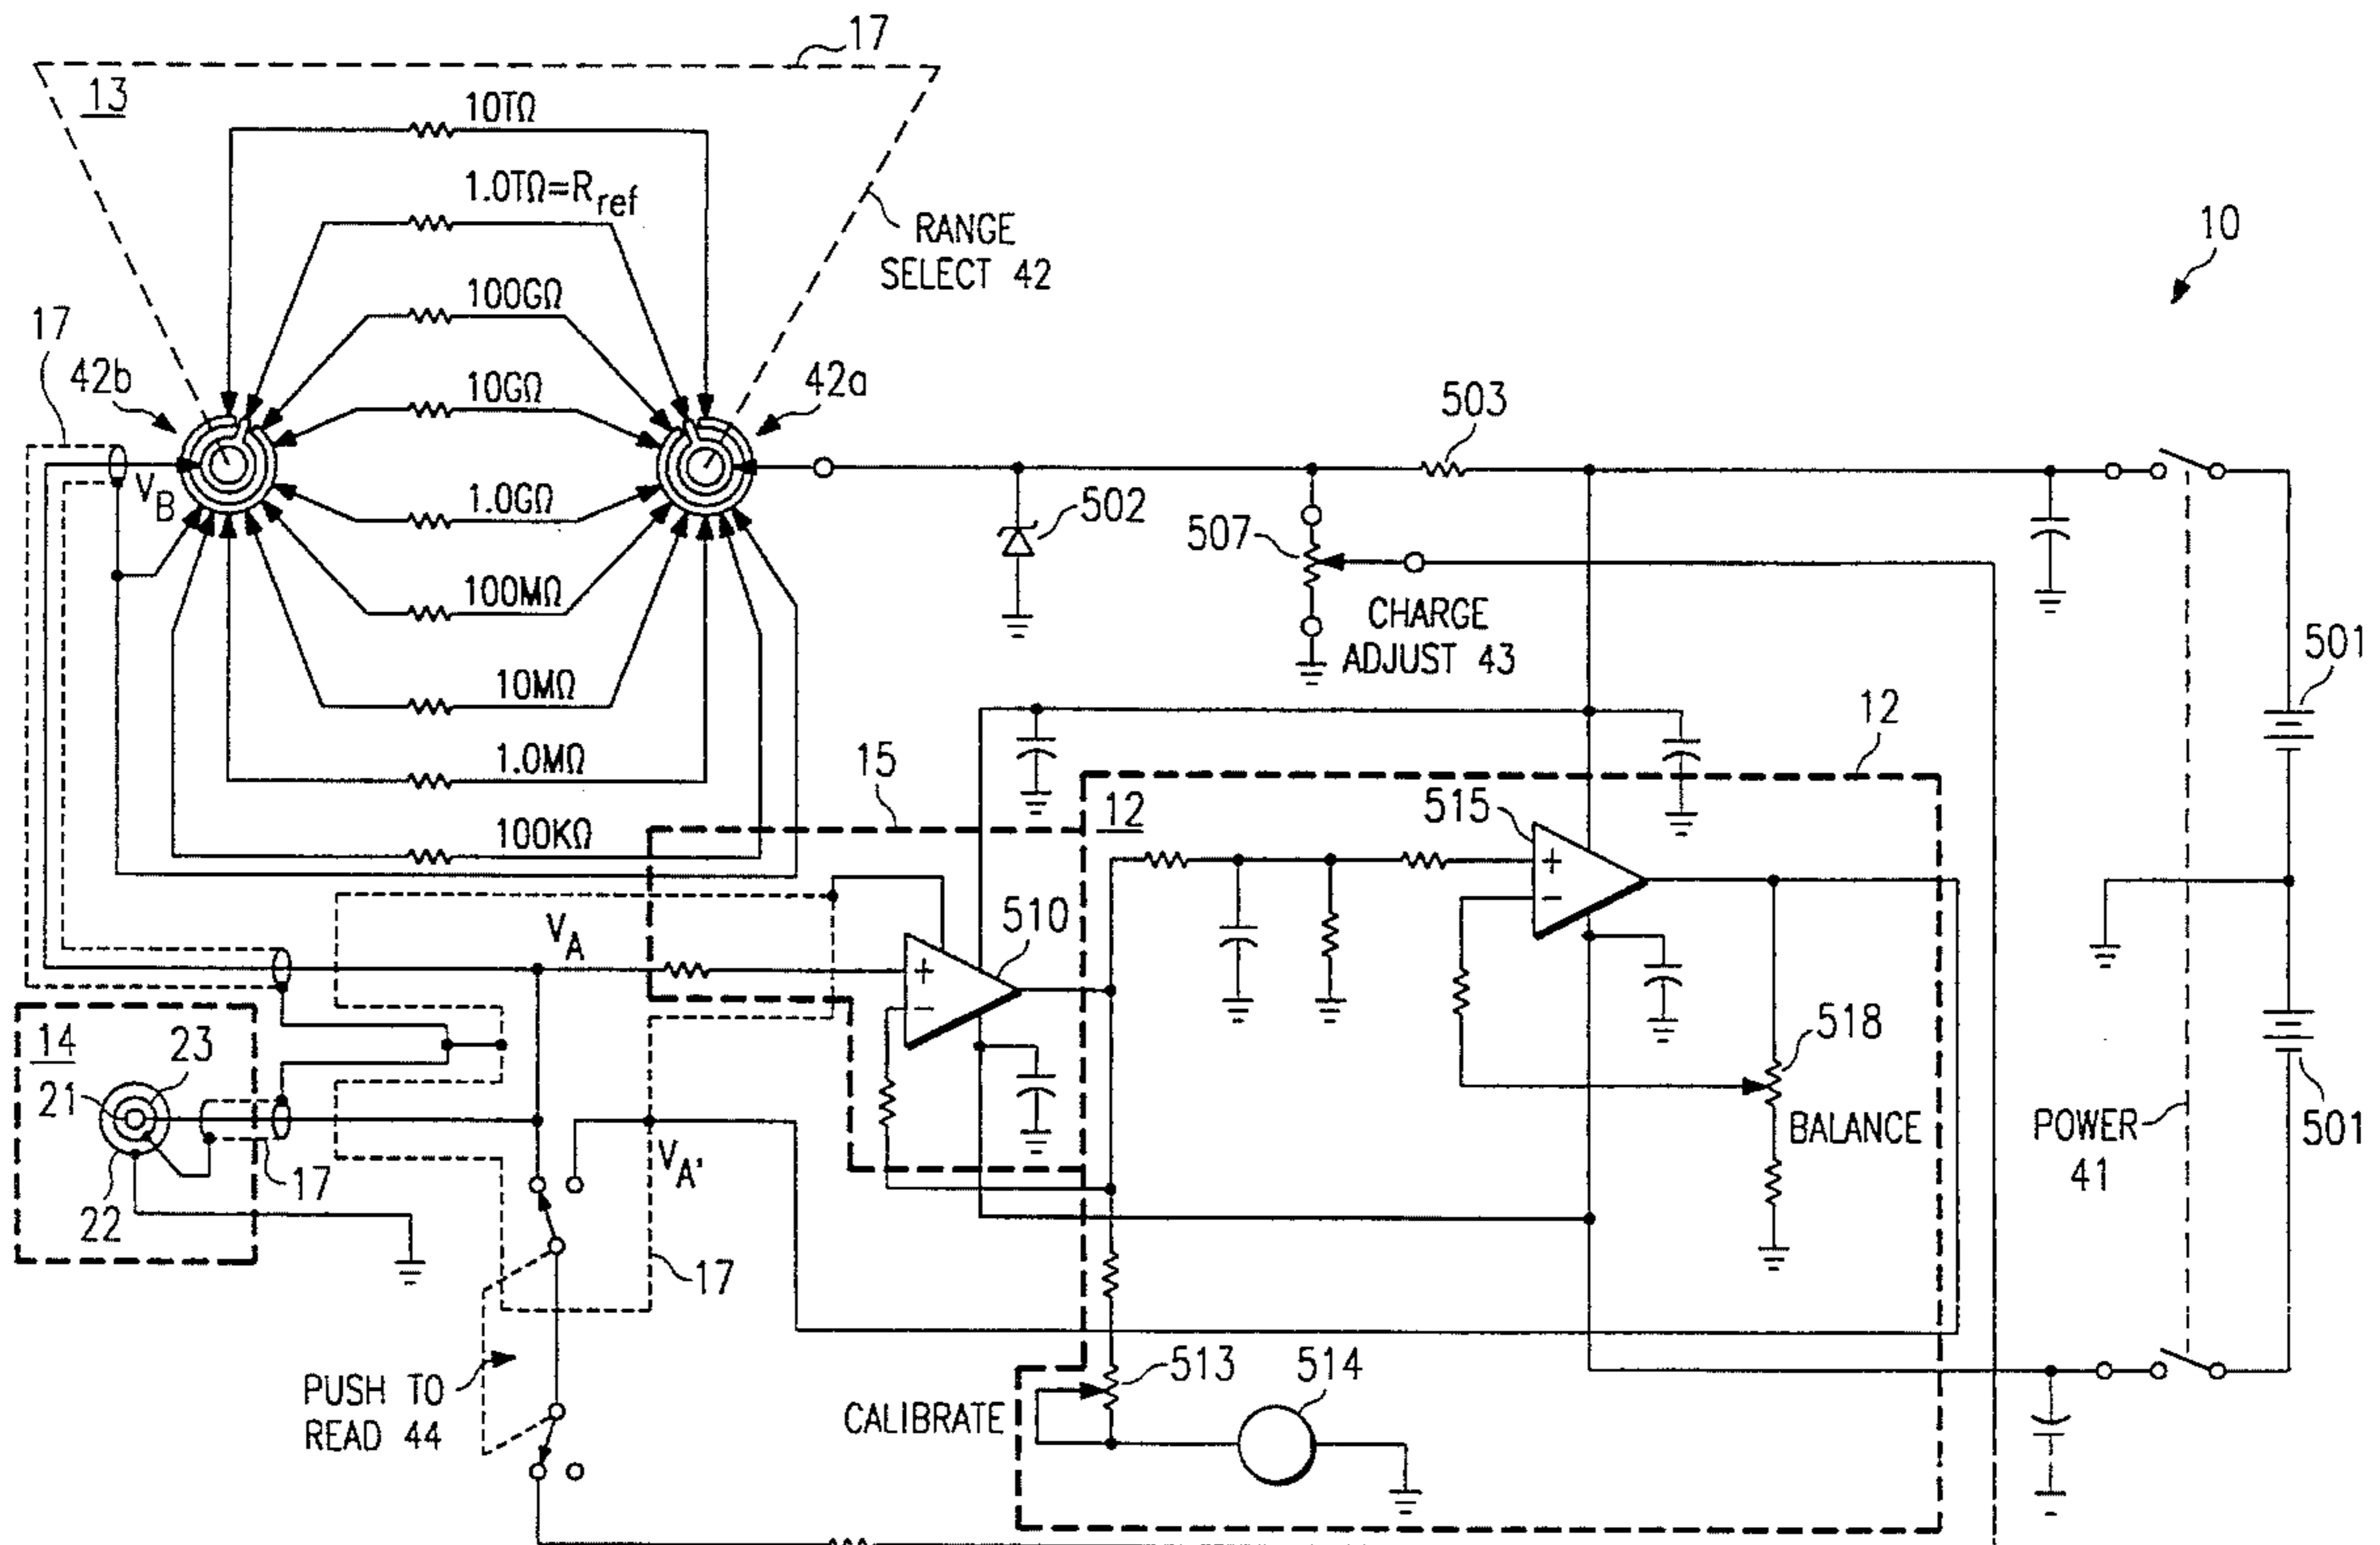 17
13
10TΩ
1.0TΩ=Rref
RANGE
SELECT 42
10
100GΩ
17
42b
10GΩ
42a
503
VB
1.0GΩ
502
507
100MΩ
CHARGE
ADJUST 43
501
10MΩ
12
15
1.0MΩ
12
515
100KΩ
VA
510
518
14
23
21
BALANCE
POWER
41
501
22
17
VA'
17
PUSH TO
READ 44
513
514
CALIBRATE
+
−
+
−